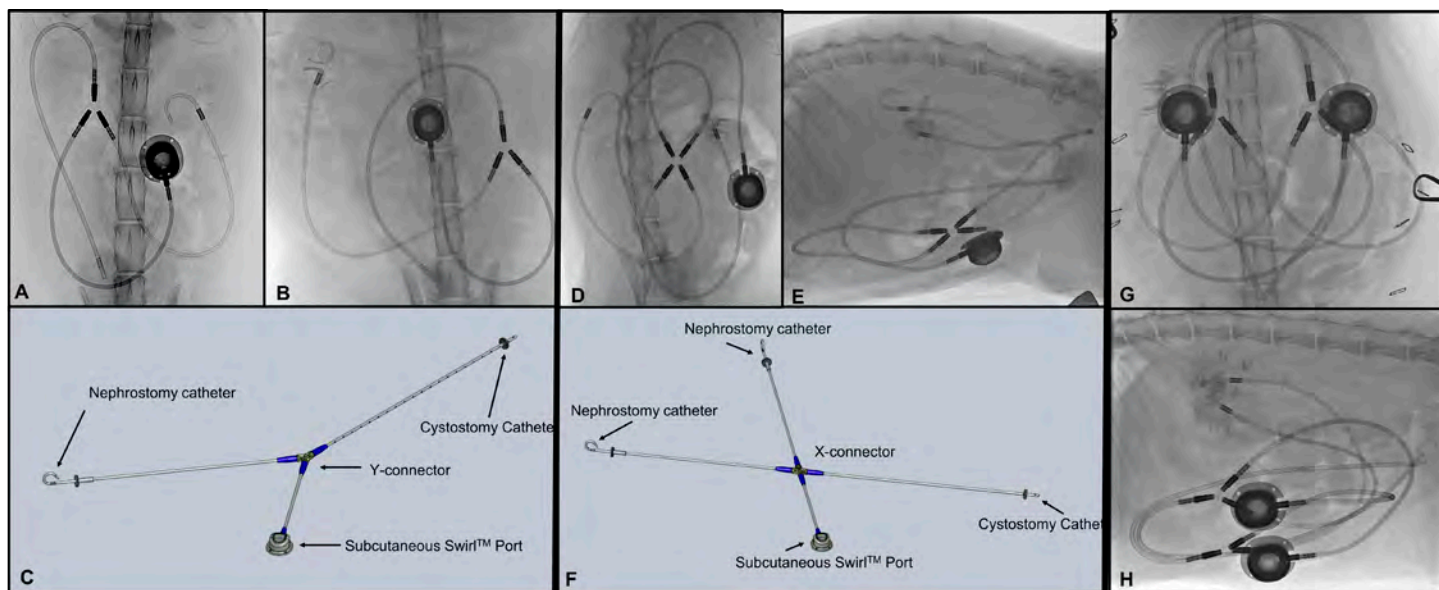 A
B
D
E
G
Nephrostomy catheter
Cystostomy Cathete
Y-connector
Subcutaneous Swirl™ Port
C
Nephrostomy catheter
Nephrostomy catheter
X-connector
Cystostomy Cathet
Subcutaneous Swirl™ Port
F
H